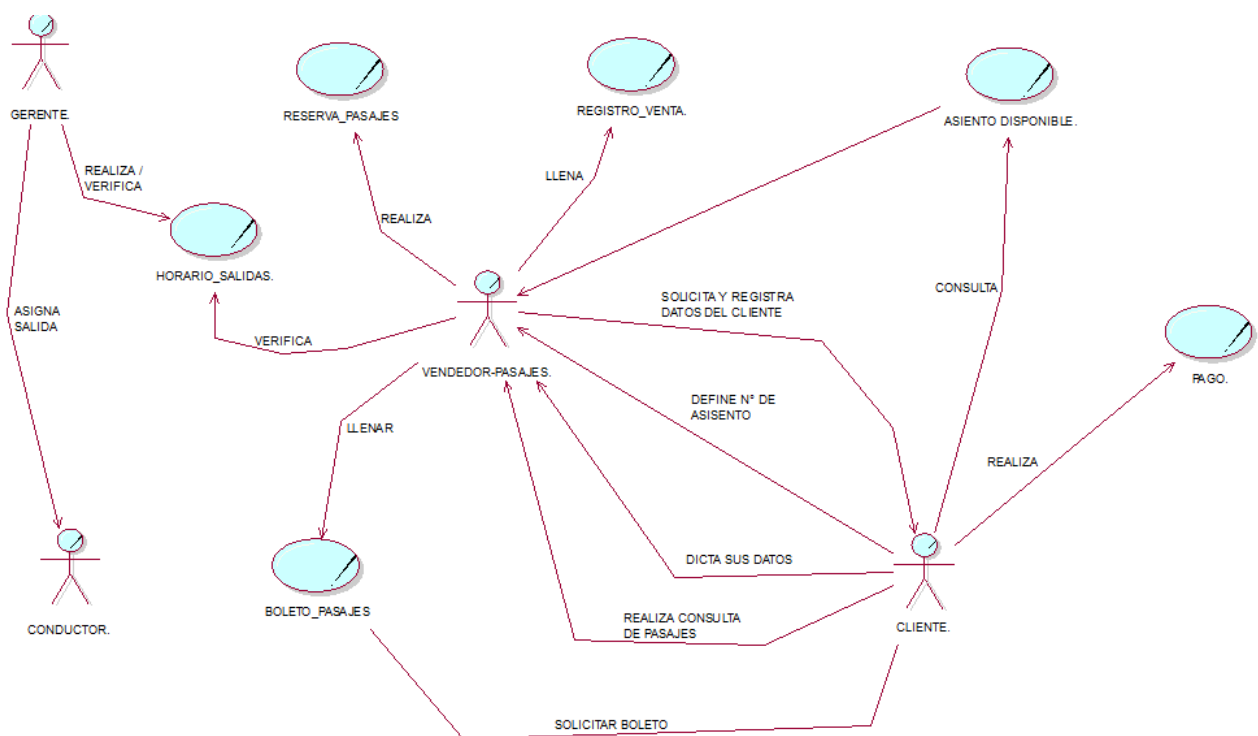 GERENTE.
RESERVA_PASAJES
REGISTRO_VENTA.
ASIENTO DISPONIBLE.
REALIZA /
VERIFICA
LLENA
REALIZA
HORARIO_SALIDAS.
ASIGNA
SALIDA
SOLICITA Y REGISTRA
DATOS DEL CLIENTE
CONSULTA
VERIFICA
VENDEDOR-PASAJES.
PAGO.
DEFINE N° DE
ASISENTO
LLENAR
REALIZA
DICTA SUS DATOS
BOLETO_PASAJES
REALIZA CONSULTA
DE PASAJES
CONDUCTOR.
CLIENTE.
SOLICITAR BOLETO